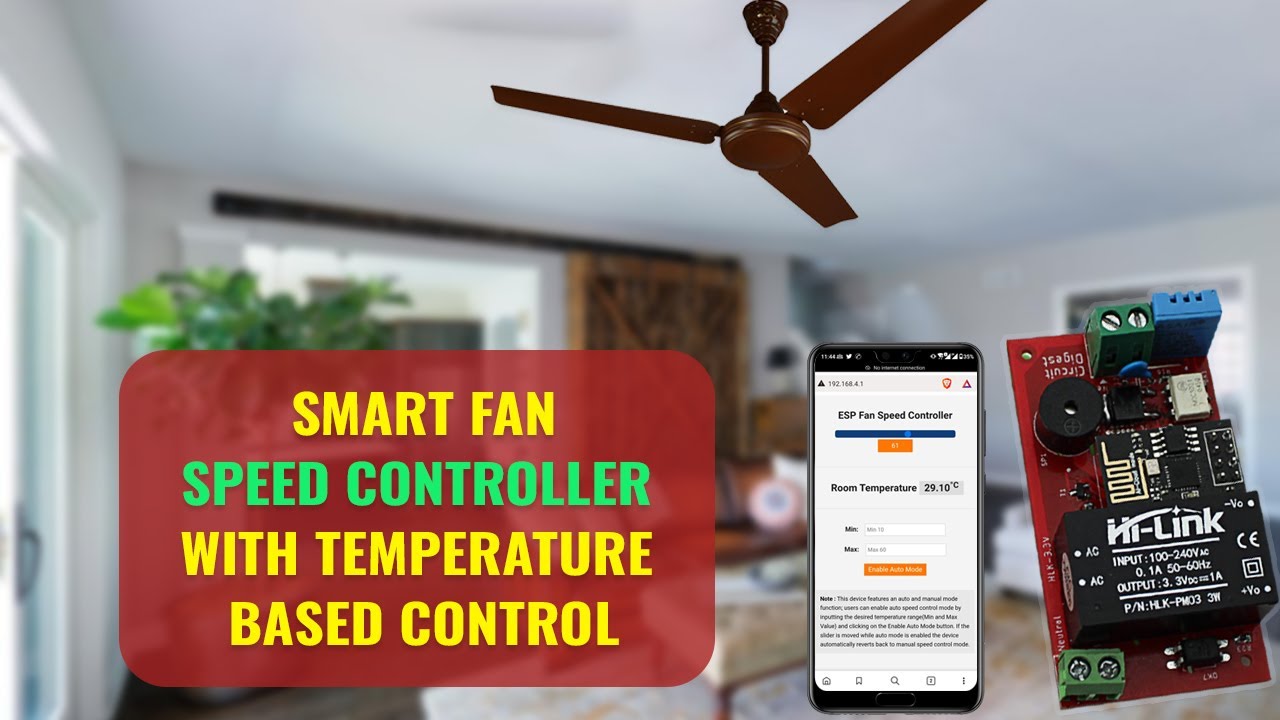 SMART FAN
SPEED CONTROLLER
WITH TEMPERATURE
BASED CONTROL
11:44
35%
No internet connection
192.168.4.1
ESP Fan Speed Controller
61
Room Temperature 29.10°C
Min: Min 10
Max: Max 60
Enable Auto Mode
Note : This device features an auto and manual mode
function; users can enable auto speed control mode by
inputting the desired temperature range(Min and Max
Value) and clicking on the Enable Auto Mode button. If the
slider is moved while auto mode is enabled the device
automatically reverts back to manual speed control mode.
2
Circuit
Digest
SP1
HLK-3.3V
Hi-Link
-Vo
AC
AC
INPUT:100-240VAC
0.1A 50-60Hz
OUTPUT: 3.3VDC 1A
P/N:HLK-PM03 3W
CE
+Vo
Neutral